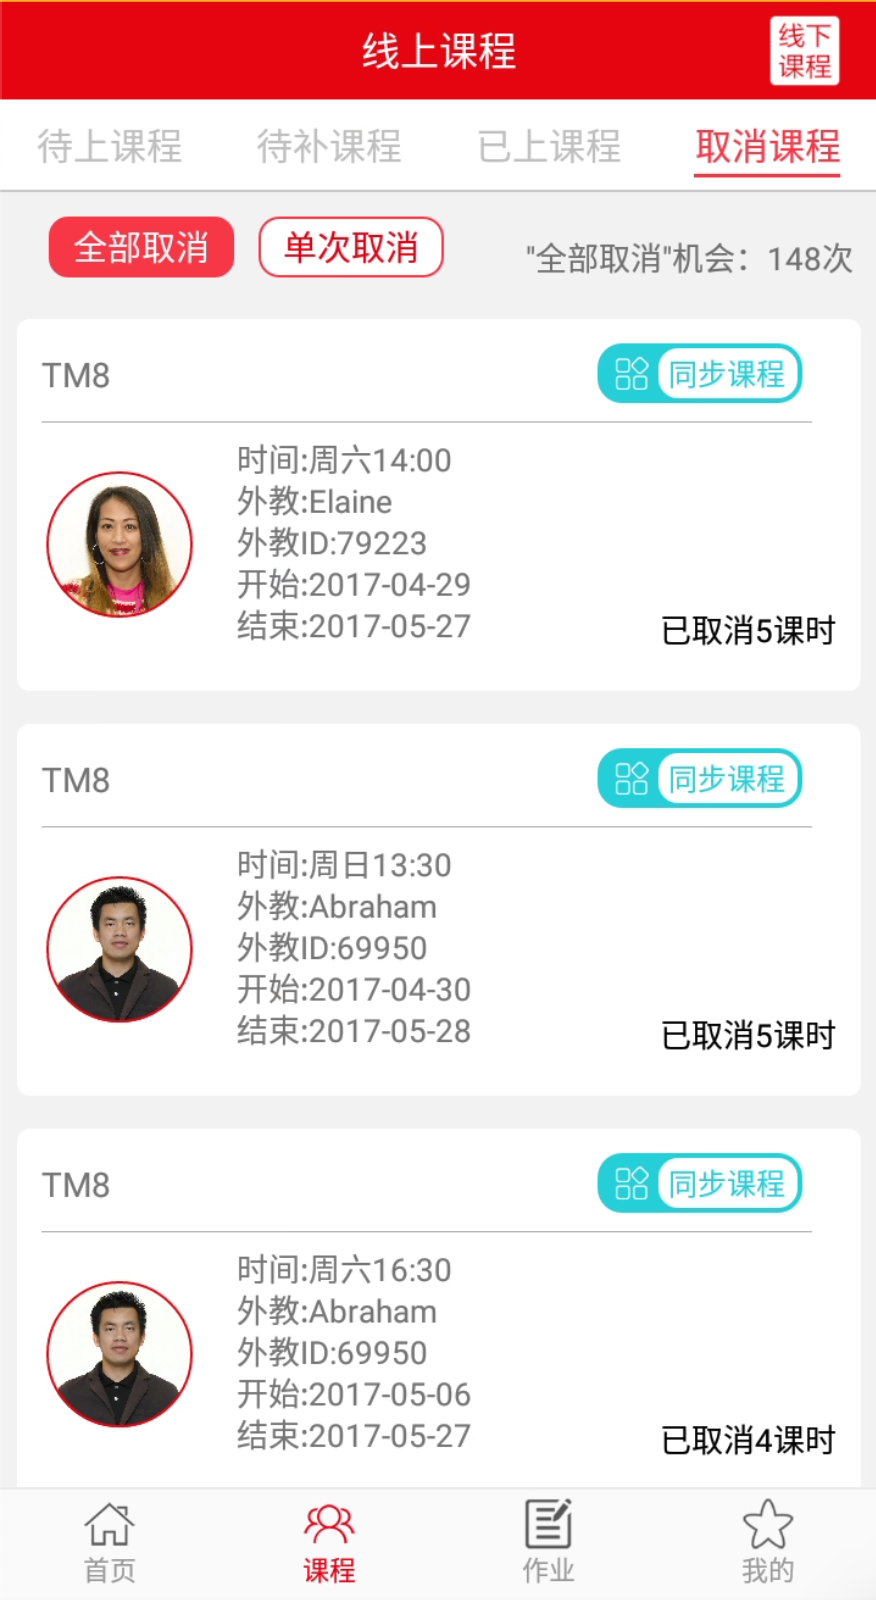 线上课程
线下
课程
待上课程 待补课程 已上课程 取消课程
全部取消 单次取消 "全部取消"机会：148次
TM8 同步课程
时间:周六14:00
外教:Elaine
外教ID:79223
开始:2017-04-29
结束:2017-05-27 已取消5课时
TM8 同步课程
时间:周日13:30
外教:Abraham
外教ID:69950
开始:2017-04-30
结束:2017-05-28 已取消5课时
TM8 同步课程
时间:周六16:30
外教:Abraham
外教ID:69950
开始:2017-05-06
结束:2017-05-27 已取消4课时
首页 课程 作业 我的